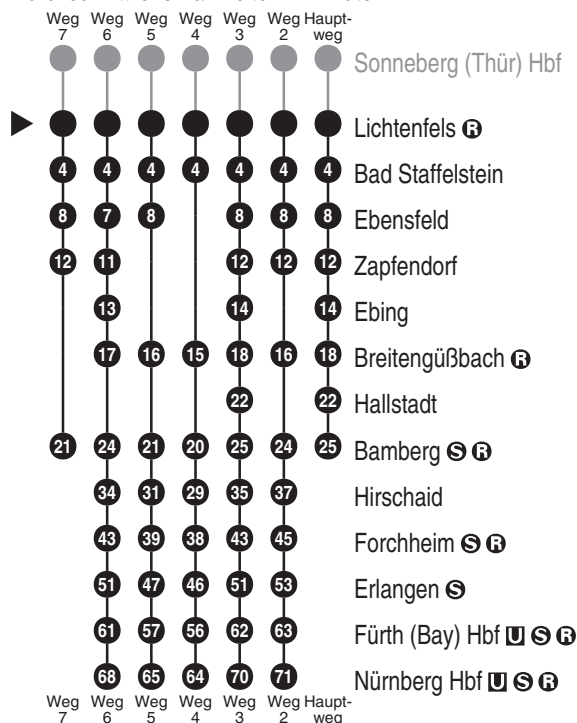 Weg 7 Weg 6 Weg 5 Weg 4 Weg 3 Weg 2 Haupt-weg
Sonneberg (Thür) Hbf
Lichtenfels R
4 4 4 4 4 4 4 Bad Staffelstein
8 7 8 8 8 8 Ebensfeld
12 11 12 12 12 Zapfendorf
13 14 14 Ebing
17 16 15 18 16 18 Breitengüßbach R
22 22 Hallstadt
21 24 21 20 25 24 25 Bamberg S R
34 31 29 35 37 Hirschaid
43 39 38 43 45 Forchheim S R
51 47 46 51 53 Erlangen S
61 57 56 62 63 Fürth (Bay) Hbf U S R
68 65 64 70 71 Nürnberg Hbf U S R
Weg 7 Weg 6 Weg 5 Weg 4 Weg 3 Weg 2 Haupt-weg